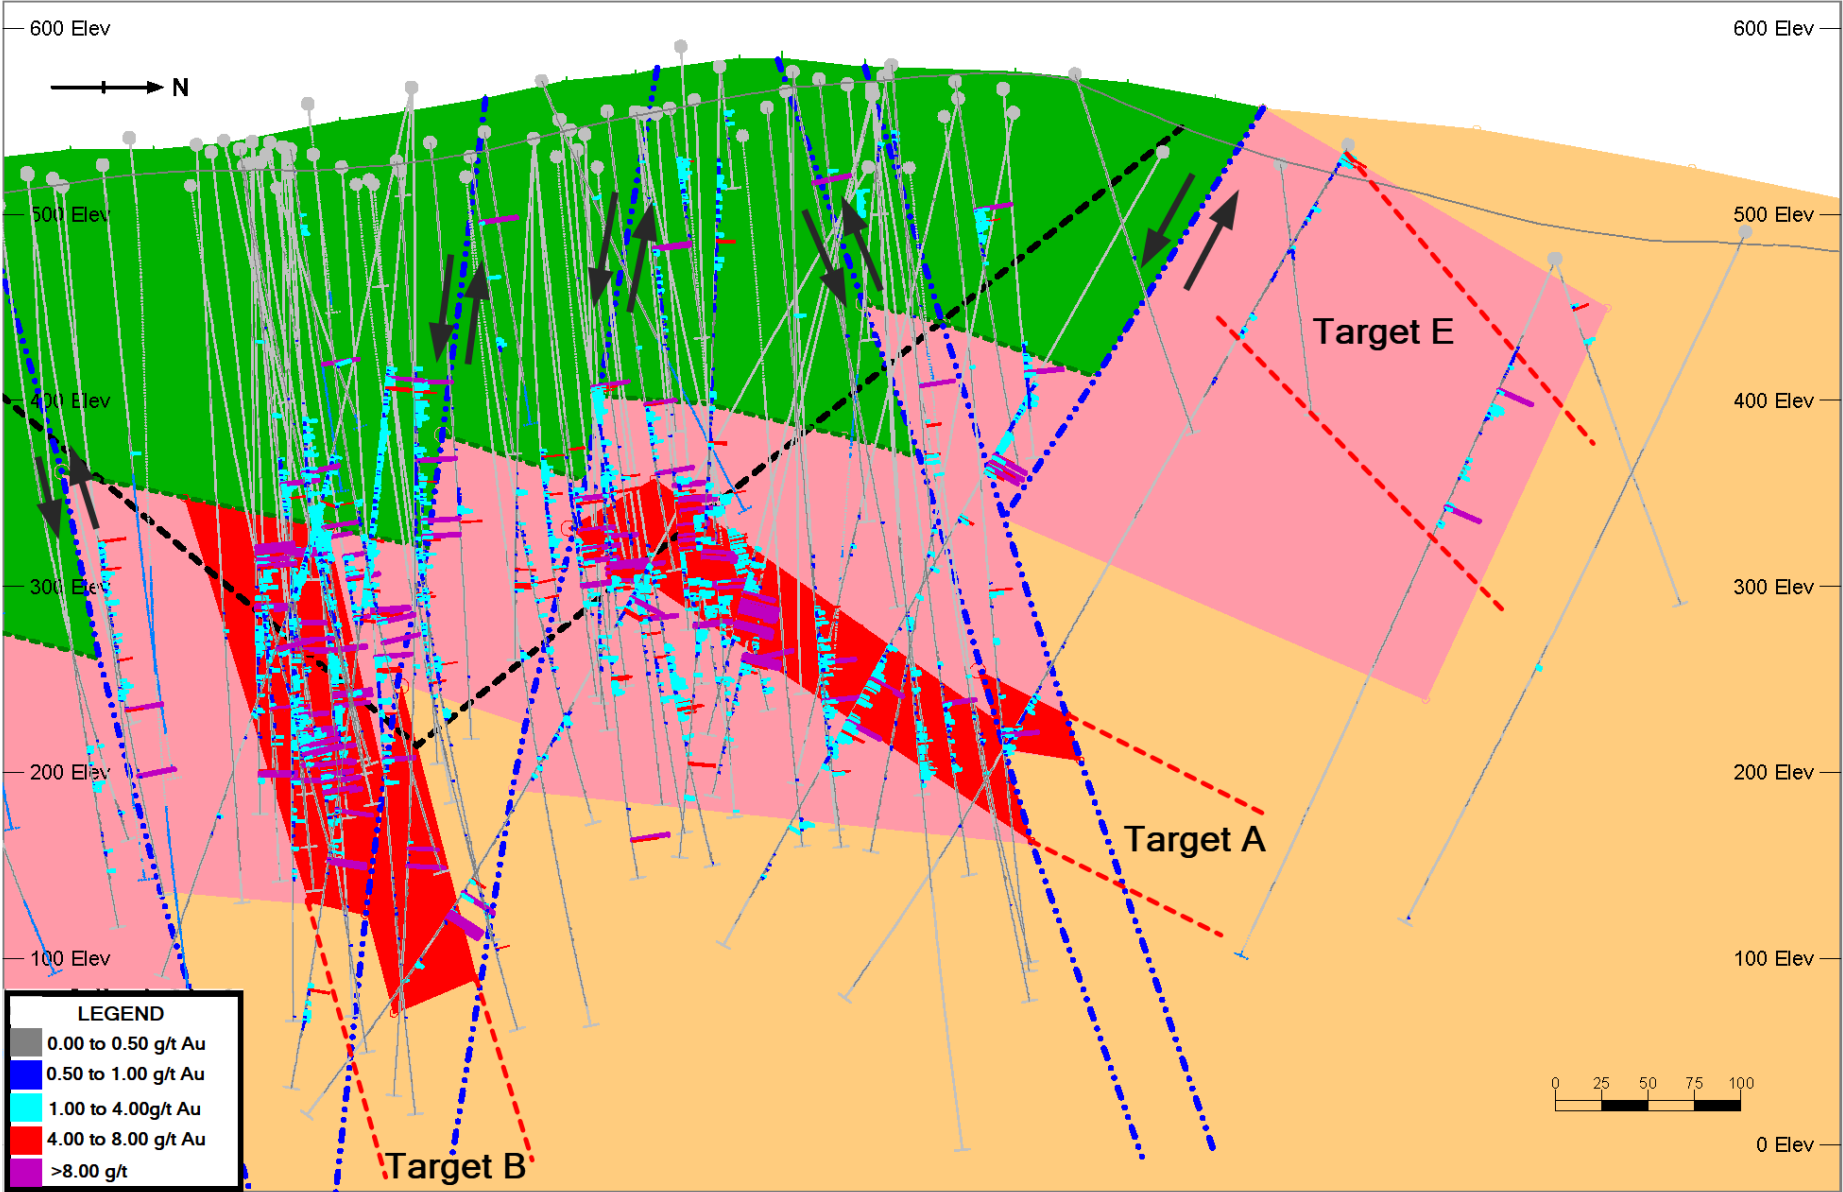 600 Elev
600 Elev
N
500 Elev
500 Elev
Target E
400 Elev
400 Elev
300 Elev
300 Elev
200 Elev
200 Elev
Target A
100 Elev
100 Elev
LEGEND
0.00 to 0.50 g/t Au
0.50 to 1.00 g/t Au
1.00 to 4.00g/t Au
4.00 to 8.00 g/t Au
>8.00 g/t
0 25 50 75 100
0 Elev
Target B